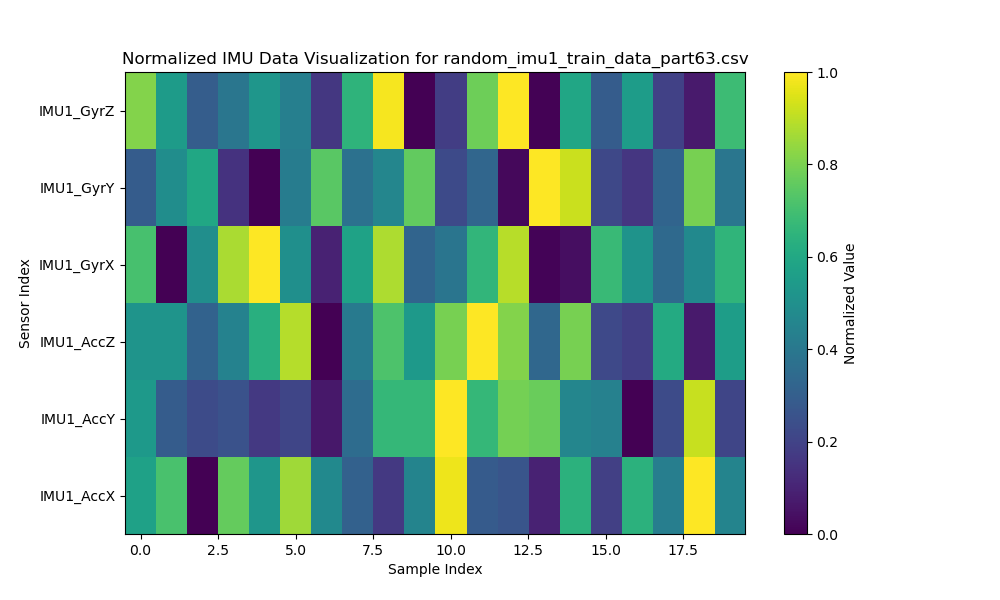 Normalized IMU Data Visualization for random_imu1_train_data_part63.csv
Sensor Index
IMU1_GyrZ
IMU1_GyrY
IMU1_GyrX
IMU1_AccZ
IMU1_AccY
IMU1_AccX
0.0 2.5 5.0 7.5 10.0 12.5 15.0 17.5
Sample Index
1.0
0.8
0.6
0.4
0.2
0.0
Normalized Value